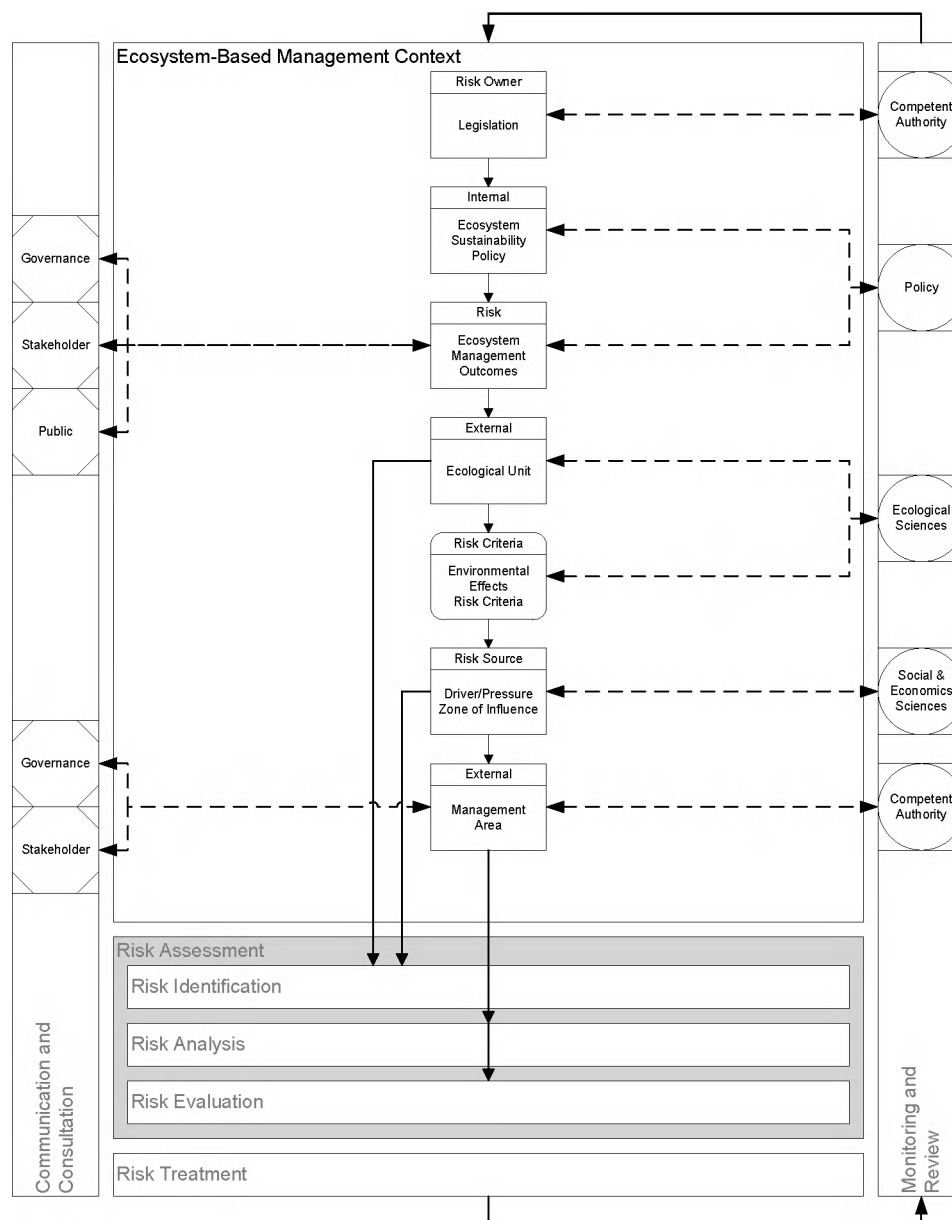 Ecosystem-Based Management Context
Risk Owner
Legislation
Competent
Authority
Internal
Ecosystem
Sustainability
Policy
Governance
Policy
Risk
Ecosystem
Management
Outcomes
Stakeholder
Public
External
Ecological Unit
Ecological
Sciences
Risk Criteria
Environmental
Effects
Risk Criteria
Risk Source
Driver/Pressure
Zone of Influence
Social &
Economics
Sciences
Governance
External
Management
Area
Competent
Authority
Stakeholder
Risk Assessment
Risk Identification
Risk Analysis
Risk Evaluation
Risk Treatment
Communication and
Consultation
Monitoring and
Review